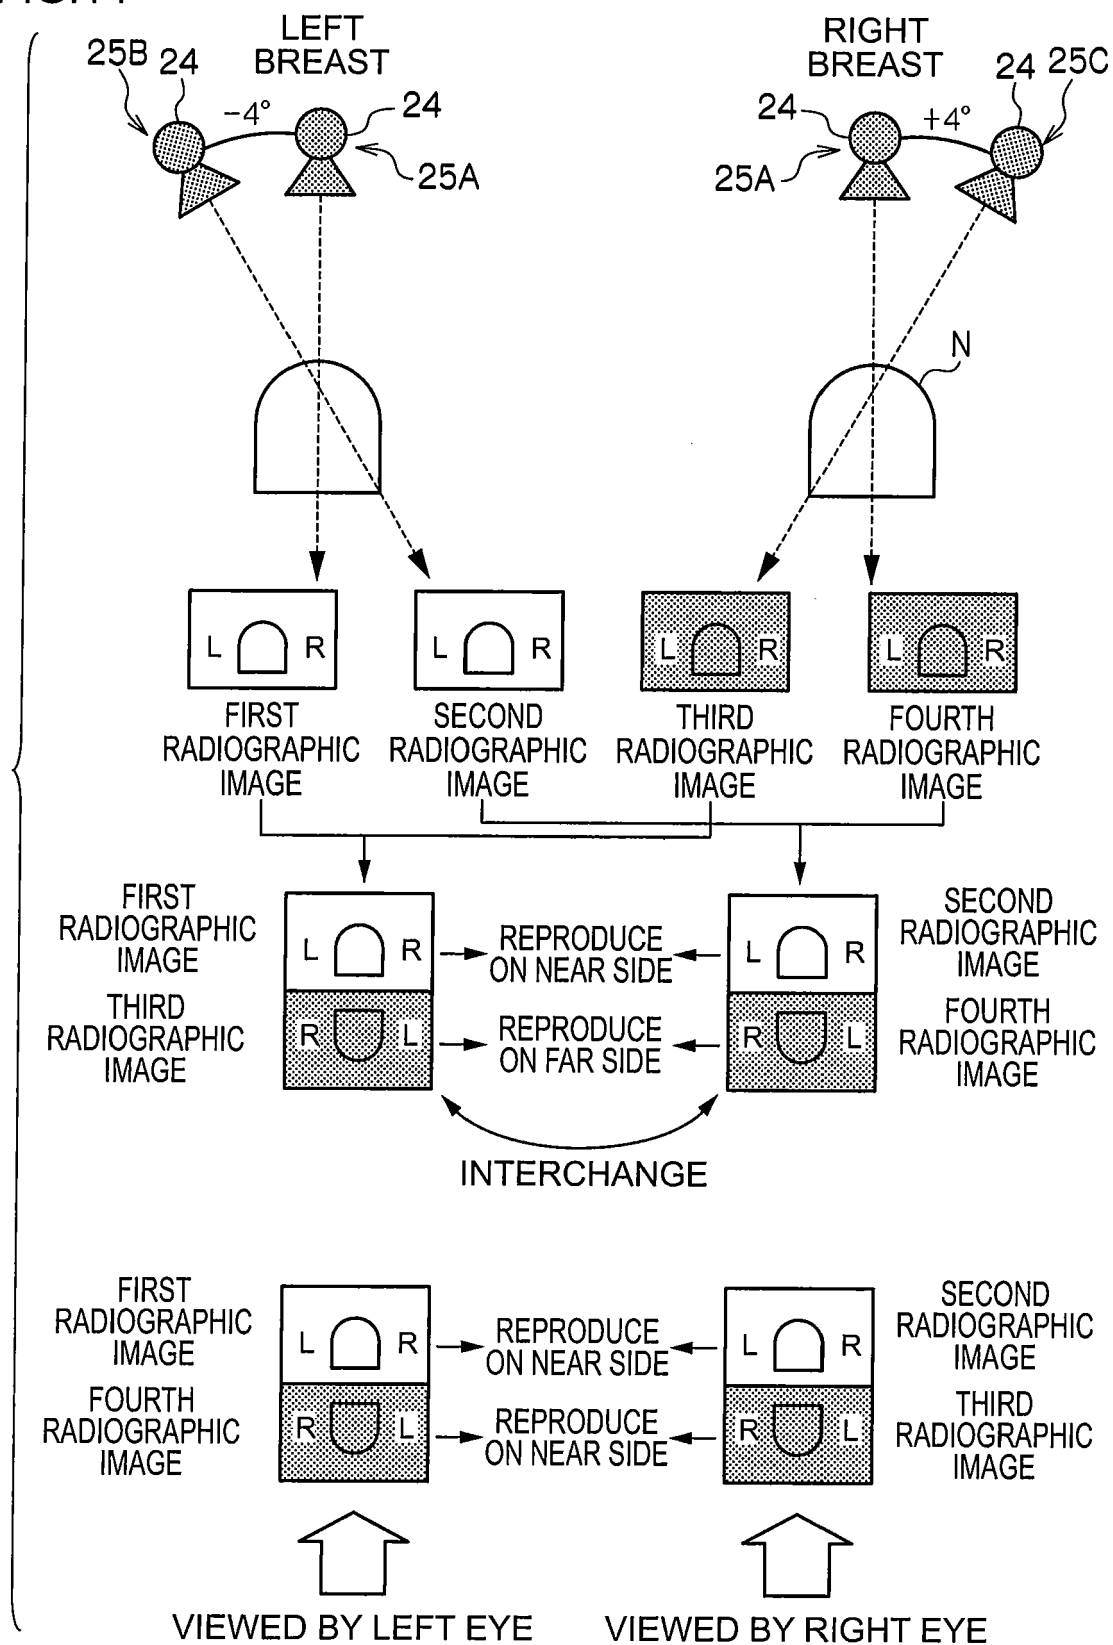 LEFT
BREAST
RIGHT
BREAST
25B 24
-4°
24
25A
24
+4°
24 25C
25A
N
L R
L R
L R
L R
FIRST
RADIOGRAPHIC
IMAGE
SECOND
RADIOGRAPHIC
IMAGE
THIRD
RADIOGRAPHIC
IMAGE
FOURTH
RADIOGRAPHIC
IMAGE
FIRST
RADIOGRAPHIC
IMAGE
L R
REPRODUCE
ON NEAR SIDE
L R
SECOND
RADIOGRAPHIC
IMAGE
THIRD
RADIOGRAPHIC
IMAGE
R L
REPRODUCE
ON FAR SIDE
R L
FOURTH
RADIOGRAPHIC
IMAGE
INTERCHANGE
FIRST
RADIOGRAPHIC
IMAGE
L R
REPRODUCE
ON NEAR SIDE
L R
SECOND
RADIOGRAPHIC
IMAGE
FOURTH
RADIOGRAPHIC
IMAGE
R L
REPRODUCE
ON NEAR SIDE
R L
THIRD
RADIOGRAPHIC
IMAGE
VIEWED BY LEFT EYE
VIEWED BY RIGHT EYE